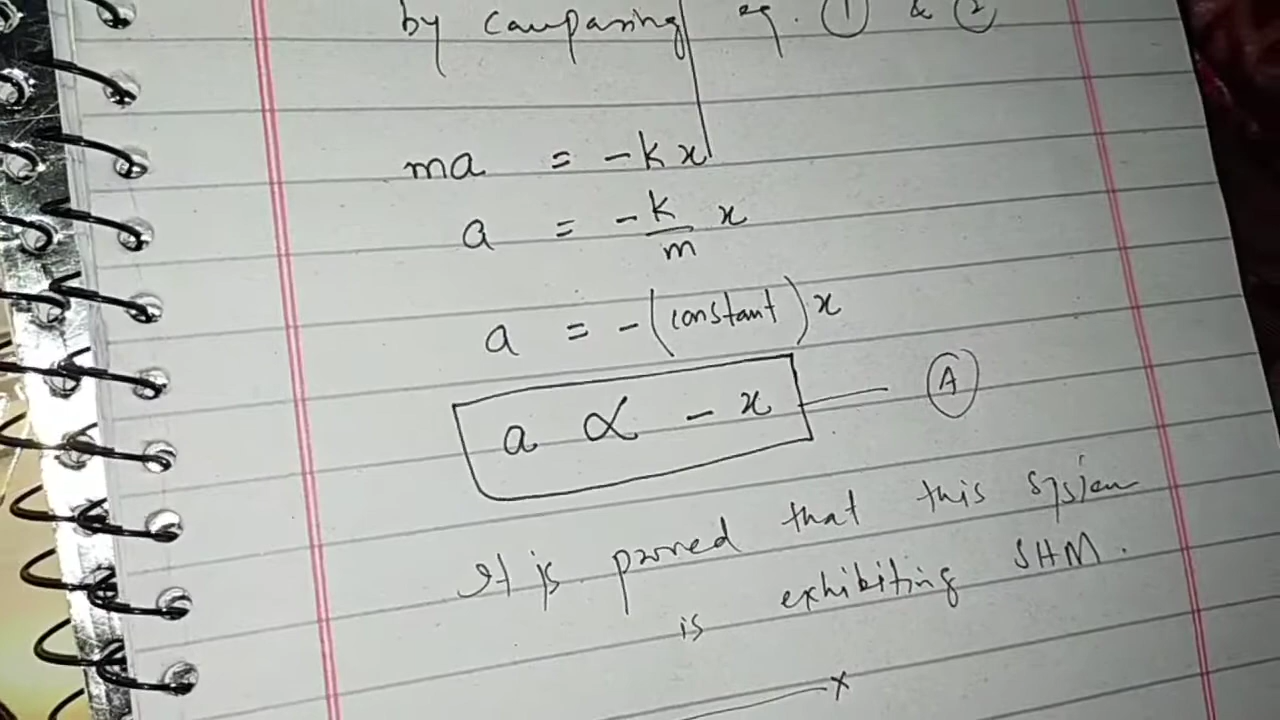 by comparing eq. ① & ②
ma = -kx
a = -k/m x
a = -(constant)x
a ∝ -x — Ⓐ
It is proved that this system
is exhibiting SHM.